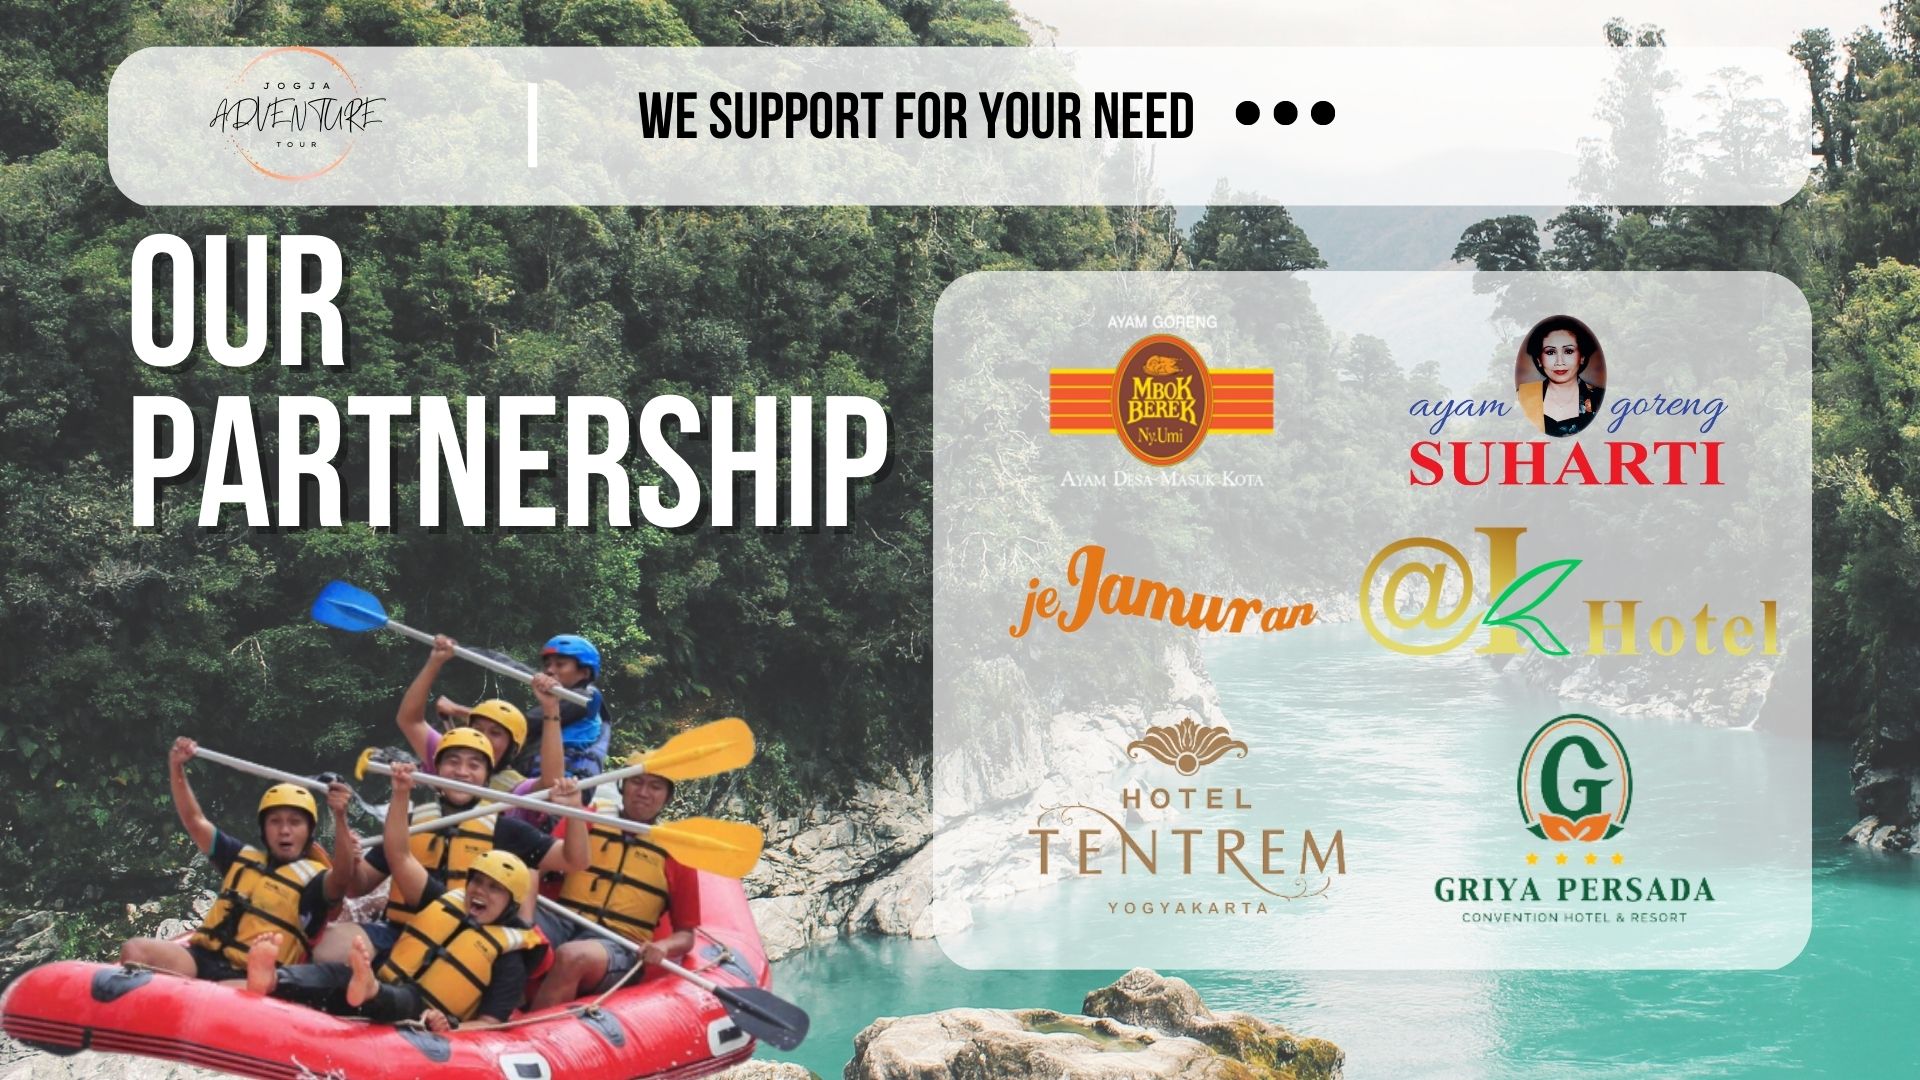 JOGJA
ADVENTURE
TOUR
WE SUPPORT FOR YOUR NEED
OUR
PARTNERSHIP
AYAM GORENG
MBOK
BEREK
Ny.Umi
AYAM DESA MASUK KOTA
ayam goreng
SUHARTI
jeJamuran
@K Hotel
HOTEL
TENTREM
YOGYAKARTA
G
GRIYA PERSADA
CONVENTION HOTEL & RESORT